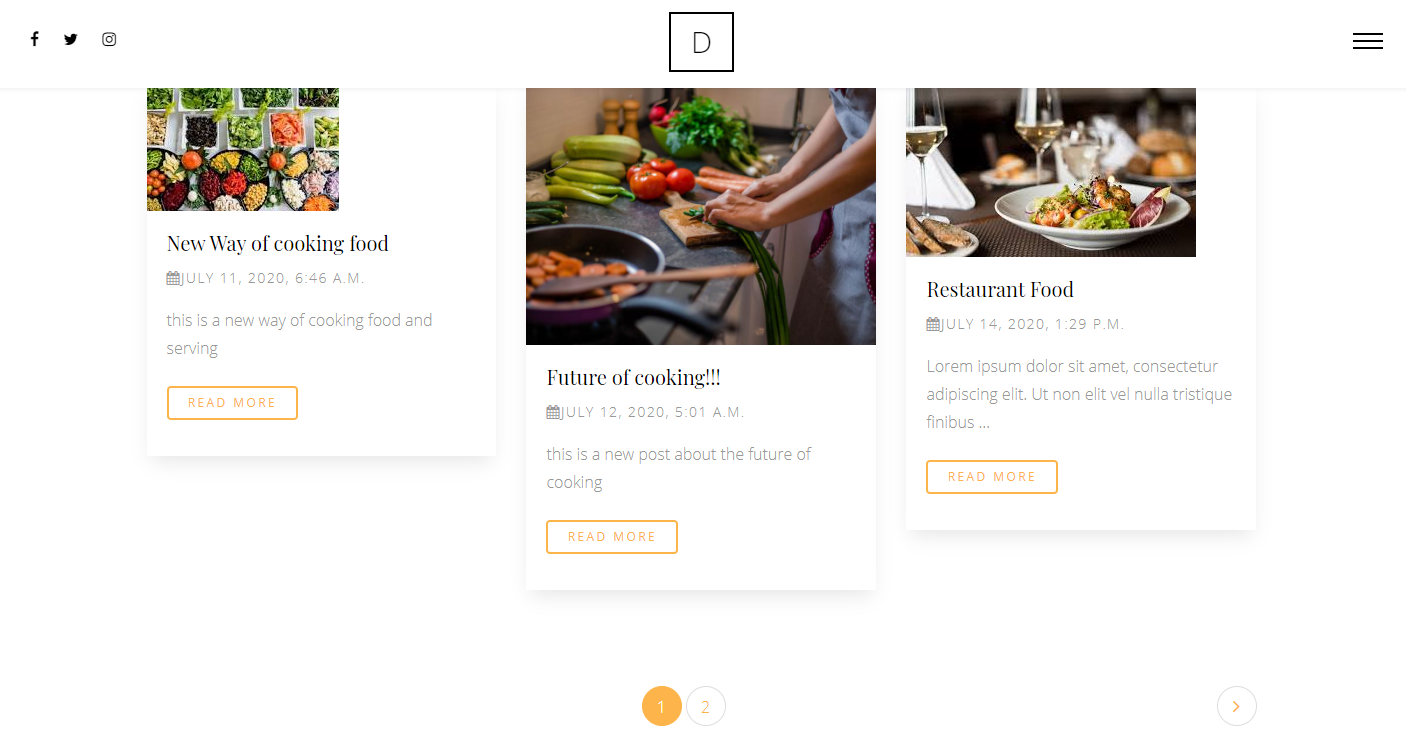 D
New Way of cooking food
JULY 11, 2020, 6:46 A.M.
this is a new way of cooking food and
serving
READ MORE
Future of cooking!!!
JULY 12, 2020, 5:01 A.M.
this is a new post about the future of
cooking
READ MORE
Restaurant Food
JULY 14, 2020, 1:29 P.M.
Lorem ipsum dolor sit amet, consectetur
adipiscing elit. Ut non elit vel nulla tristique
finibus ...
READ MORE
1 2